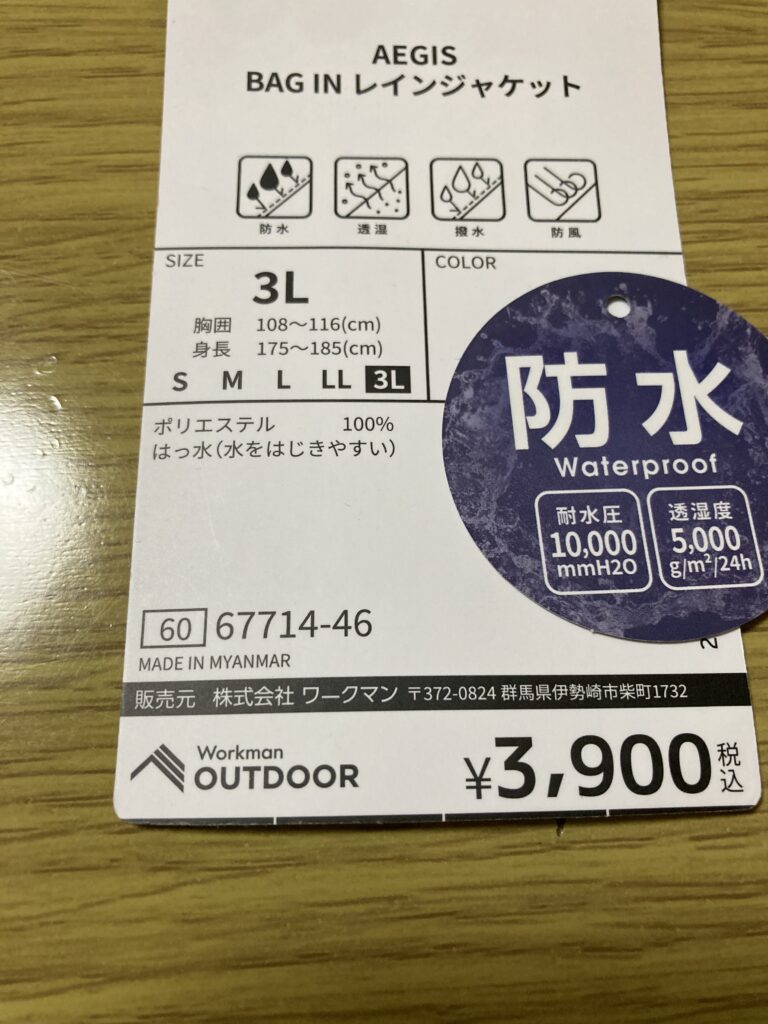 AEGIS
BAG IN レインジャケット
防水 透湿 撥水 防風
SIZE
3L
胸囲 108～116(cm)
身長 175～185(cm)
S M L LL 3L
COLOR
ポリエステル 100%
はっ水(水をはじきやすい)
防水
Waterproof
耐水圧
10,000
mmH2O
透湿度
5,000
g/m²/24h
60 67714-46
MADE IN MYANMAR
販売元 株式会社 ワークマン 〒372-0824 群馬県伊勢崎市柴町1732
Workman
OUTDOOR
¥3,900税込